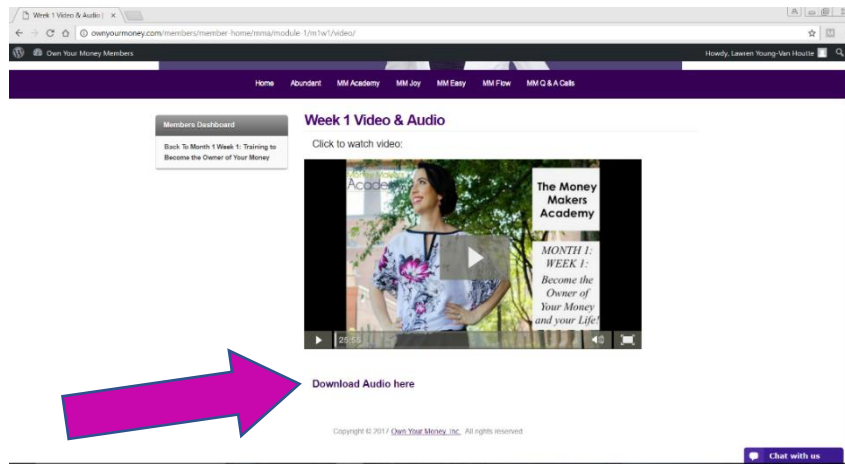 Week 1 Video & Audio |
ownyourmoney.com/members/member-home/mma/module-1/m1w1/video/
Own Your Money Members
Howdy, Lawren Young-Van Houtte
Home Abundant MM Academy MM Joy MM Easy MM Flow MM Q & A Calls
Members Dashboard
Back To Month 1 Week 1: Training to
Become the Owner of Your Money
Week 1 Video & Audio
Click to watch video:
Money Makers
Academy
The Money
Makers
Academy
MONTH 1:
WEEK 1:
Become the
Owner of
Your Money
and your Life!
Download Audio here
Copyright © 2017 Own Your Money, Inc. All rights reserved
Chat with us